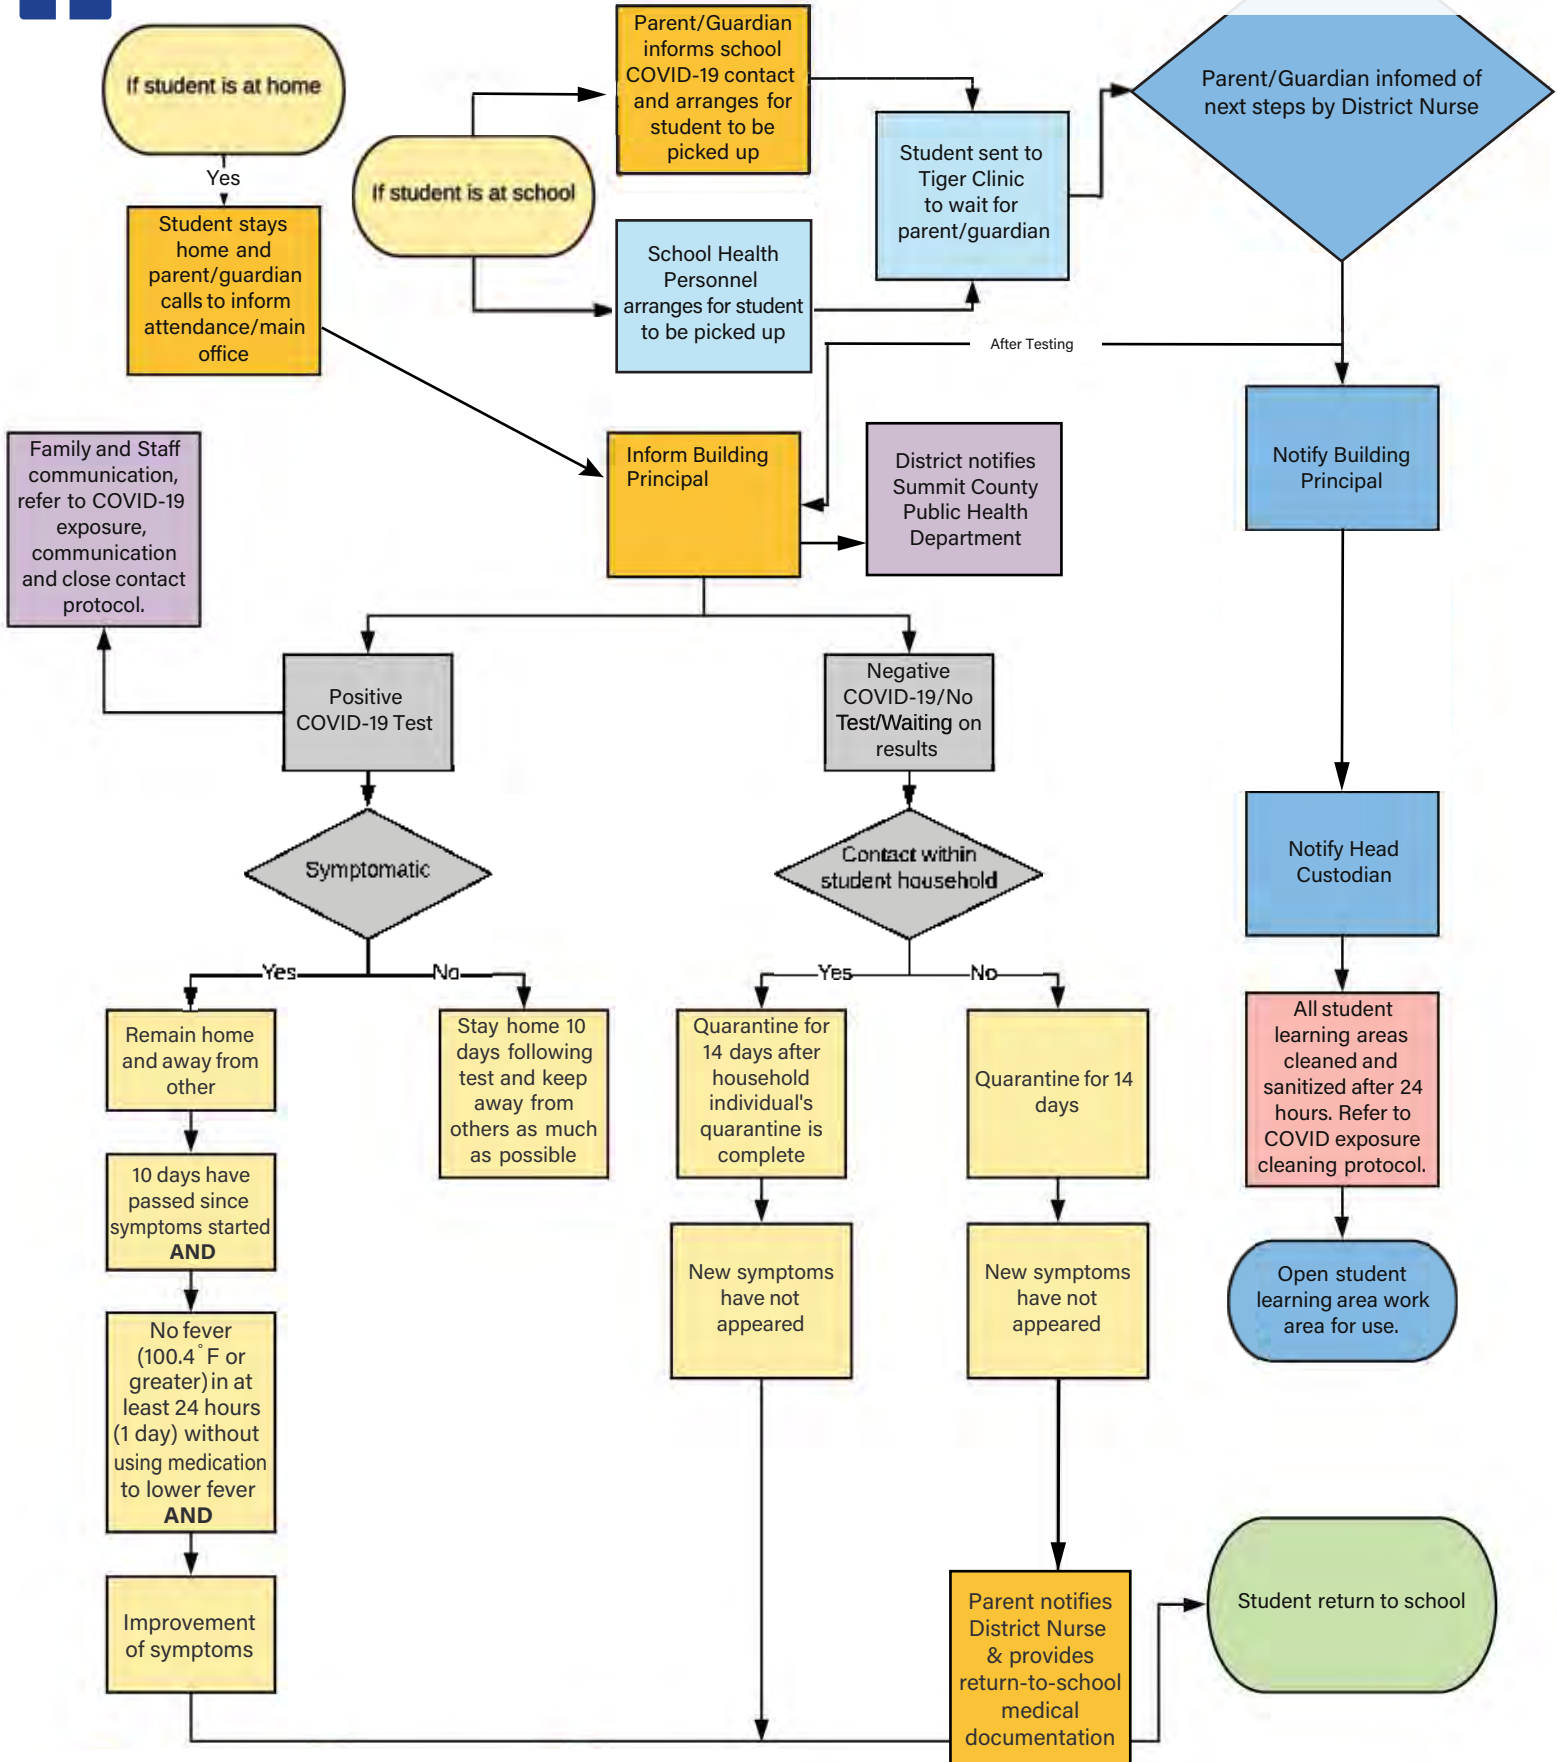 If student is at home
Yes
Student stays
home and
parent/guardian
calls to inform
attendance/main
office
If student is at school
Parent/Guardian
informs school
COVID-19 contact
and arranges for
student to be
picked up
School Health
Personnel
arranges for student
to be picked up
Student sent to
Tiger Clinic
to wait for
parent/guardian
Parent/Guardian infomed of
next steps by District Nurse
After Testing
Notify Building
Principal
Notify Head
Custodian
All student
learning areas
cleaned and
sanitized after 24
hours. Refer to
COVID exposure
cleaning protocol.
Open student
learning area work
area for use.
Inform Building
Principal
District notifies
Summit County
Public Health
Department
Family and Staff
communication,
refer to COVID-19
exposure,
communication
and close contact
protocol.
Positive
COVID-19 Test
Negative
COVID-19/No
Test/Waiting on
results
Symptomatic
Contact within
student household
Yes
No
Yes
No
Remain home
and away from
other
10 days have
passed since
symptoms started
AND
No fever
(100.4˚F or
greater) in at
least 24 hours
(1 day) without
using medication
to lower fever
AND
Improvement
of symptoms
Stay home 10
days following
test and keep
away from
others as much
as possible
Quarantine for
14 days after
household
individual's
quarantine is
complete
New symptoms
have not
appeared
Quarantine for 14
days
New symptoms
have not
appeared
Parent notifies
District Nurse
& provides
return-to-school
medical
documentation
Student return to school